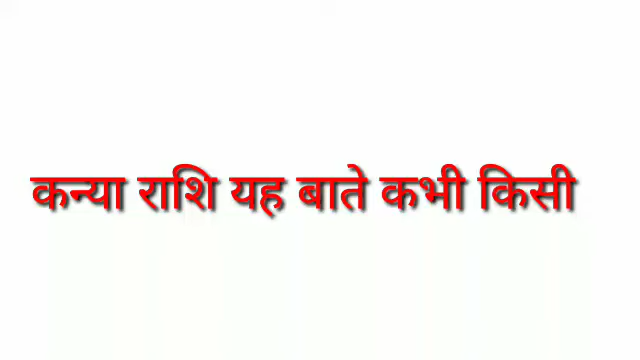 कन्या राशि यह बाते कभी किसी